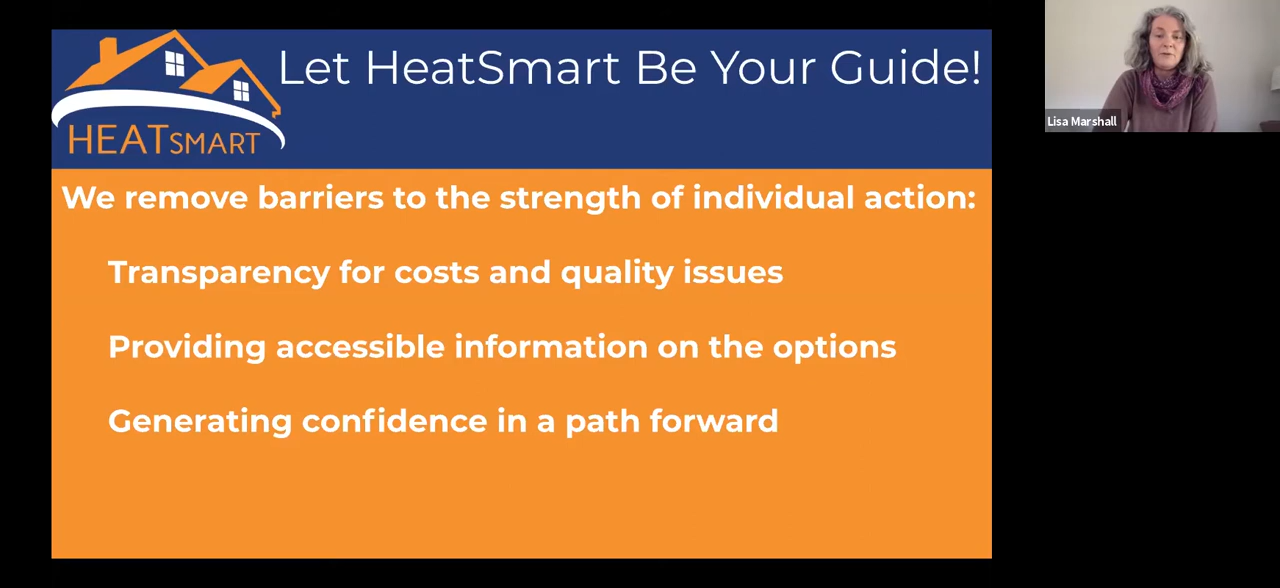 Let HeatSmart Be Your Guide!
HEATSMART
We remove barriers to the strength of individual action:
Transparency for costs and quality issues
Providing accessible information on the options
Generating confidence in a path forward
Lisa Marshall